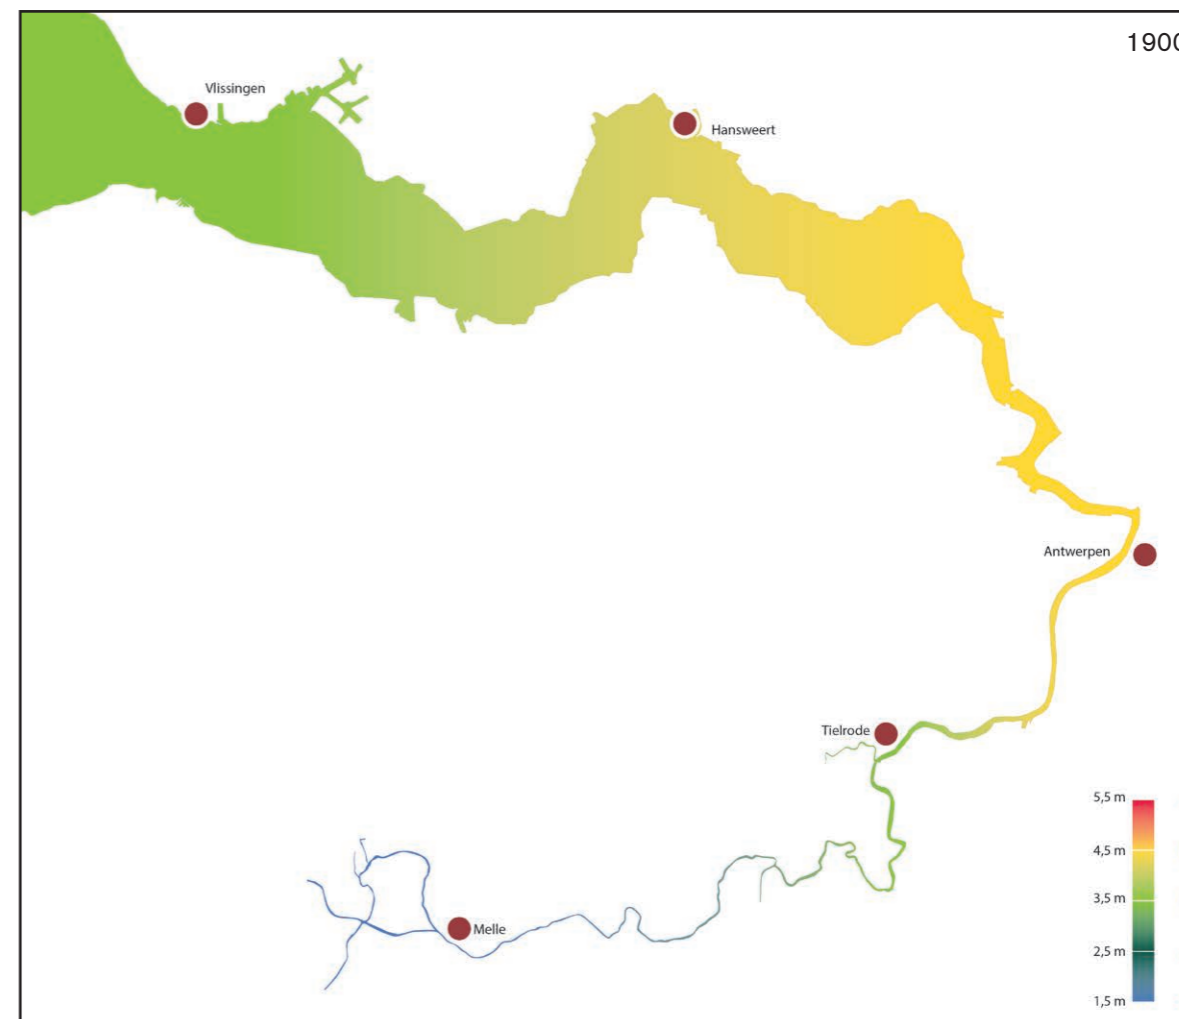 1900
Vlissingen
Hansweert
Antwerpen
Tielrode
Melle
5,5 m
4,5 m
3,5 m
2,5 m
1,5 m